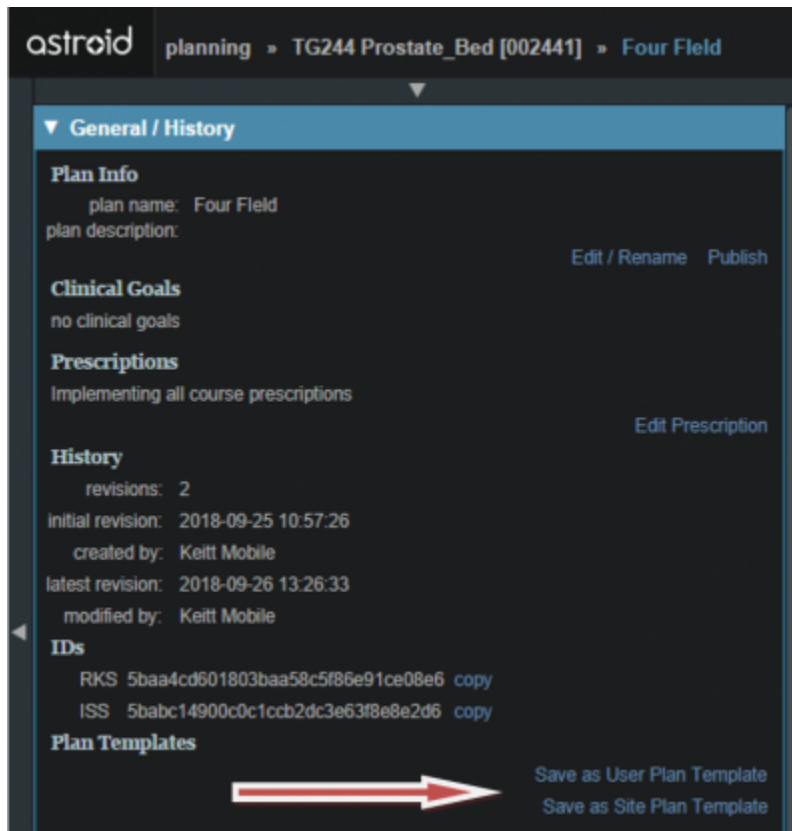 astroid planning » TG244 Prostate_Bed [002441] » Four FIeld
General / History
Plan Info
plan name: Four FIeld
plan description:
Edit / Rename Publish
Clinical Goals
no clinical goals
Prescriptions
Implementing all course prescriptions
Edit Prescription
History
revisions: 2
initial revision: 2018-09-25 10:57:26
created by: Keitt Mobile
latest revision: 2018-09-26 13:26:33
modified by: Keitt Mobile
IDs
RKS 5baa4cd601803baa58c5f86e91ce08e6 copy
ISS 5babc14900c0c1ccb2dc3e63f8e8e2d6 copy
Plan Templates
Save as User Plan Template
Save as Site Plan Template